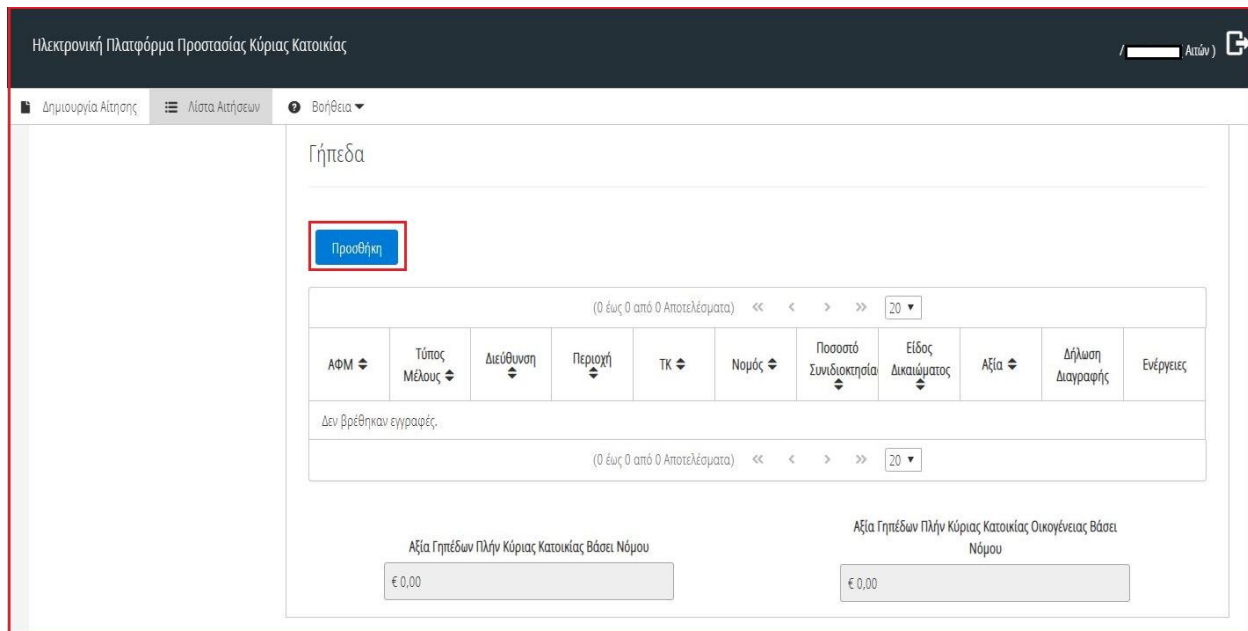 Ηλεκτρονική Πλατφόρμα Προστασίας Κύριας Κατοικίας
/ Αιτών )
Δημιουργία Αίτησης Λίστα Αιτήσεων Βοήθεια
Γήπεδα
Προσθήκη
(0 έως 0 από 0 Αποτελέσματα) << < > >> 20
ΑΦΜ Τύπος Μέλους Διεύθυνση Περιοχή ΤΚ Νομός Ποσοστό Συνιδιοκτησία Είδος Δικαιώματος Αξία Δήλωση Διαγραφής Ενέργειες
Δεν βρέθηκαν εγγραφές.
(0 έως 0 από 0 Αποτελέσματα) << < > >> 20
Αξία Γηπέδων Πλήν Κύριας Κατοικίας Βάσει Νόμου
€ 0,00
Αξία Γηπέδων Πλήν Κύριας Κατοικίας Οικογένειας Βάσει
Νόμου
€ 0,00